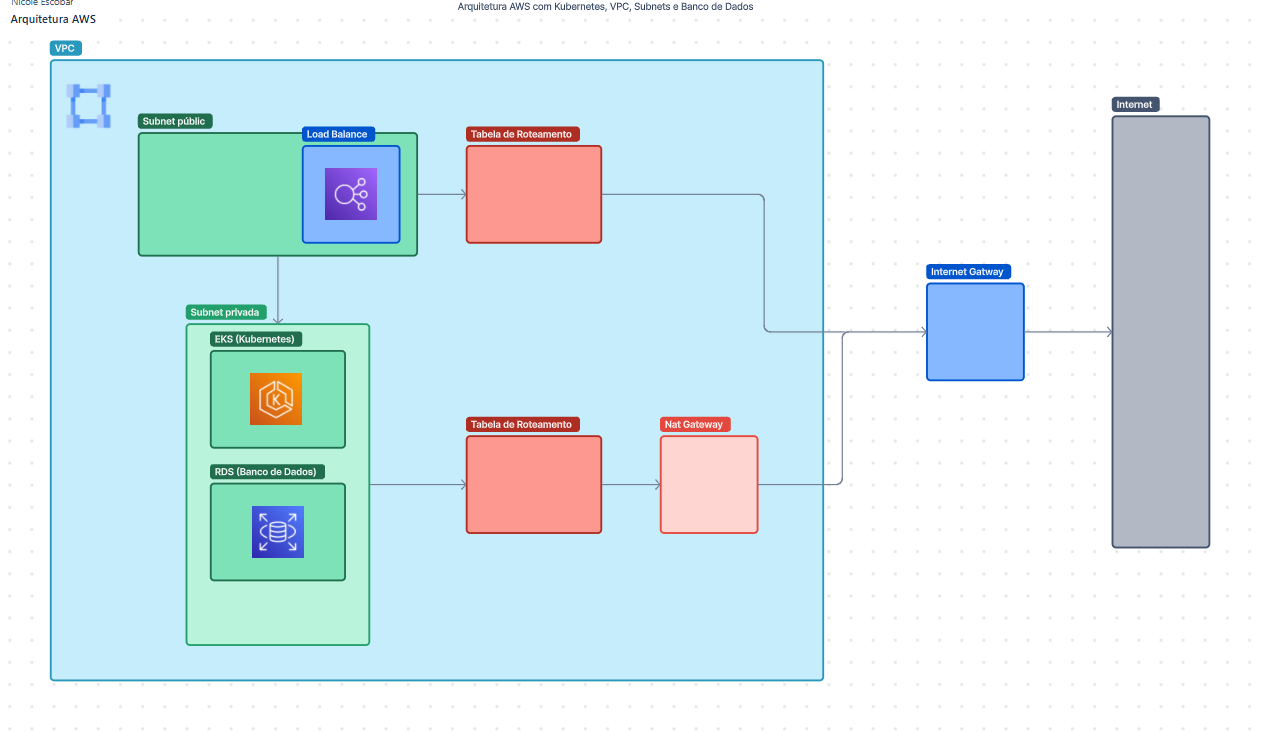 Nicole Escobar
Arquitetura AWS com Kubernetes, VPC, Subnets e Banco de Dados
Arquitetura AWS
VPC
Internet
Subnet públic
Load Balance
Tabela de Roteamento
Internet Gatway
Subnet privada
EKS (Kubernetes)
K
Tabela de Roteamento
Nat Gateway
RDS (Banco de Dados)